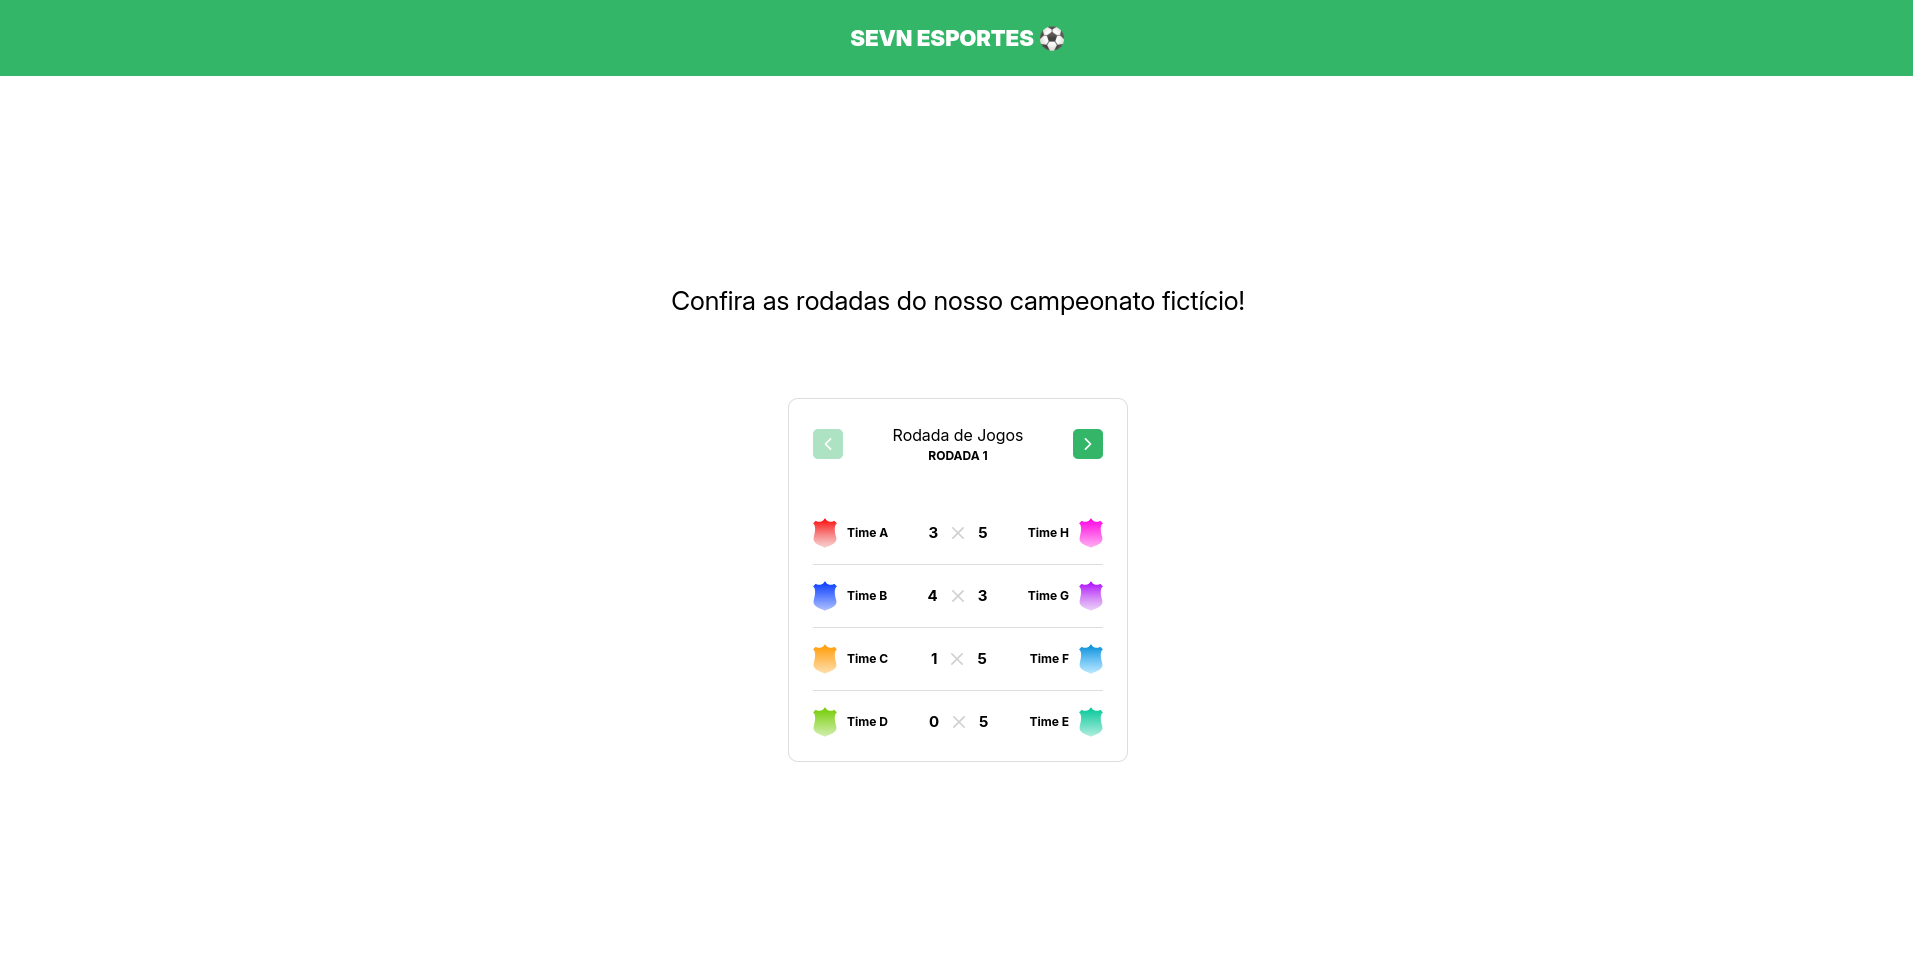 SEVN ESPORTES ⚽
Confira as rodadas do nosso campeonato fictício!
Rodada de Jogos
RODADA 1
Time A 3 × 5 Time H
Time B 4 × 3 Time G
Time C 1 × 5 Time F
Time D 0 × 5 Time E